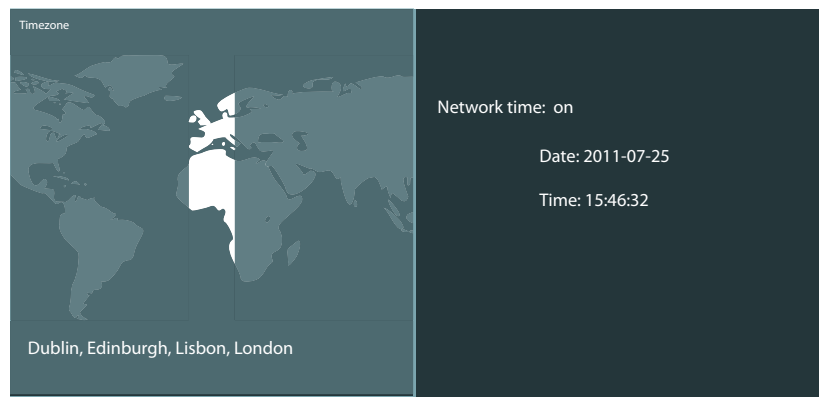 Timezone
Dublin, Edinburgh, Lisbon, London
Network time: on
Date: 2011-07-25
Time: 15:46:32